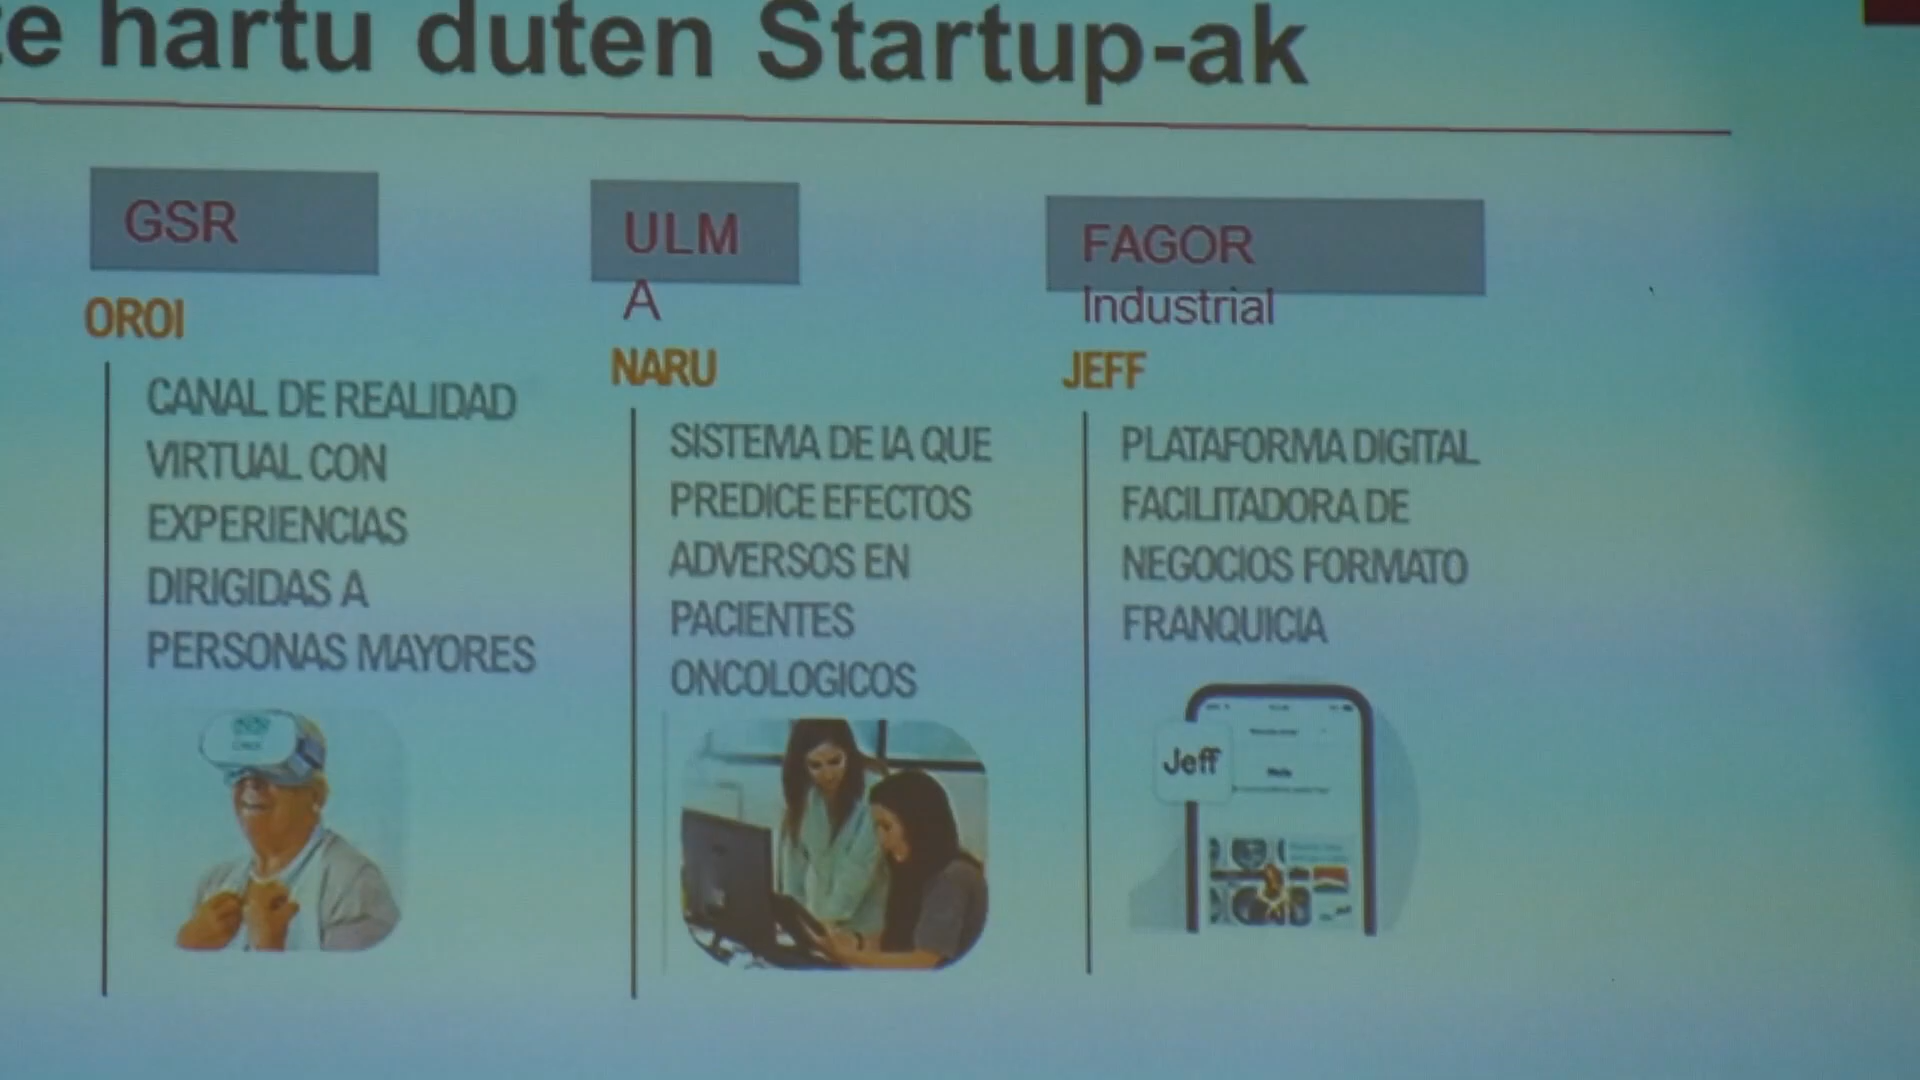 te hartu duten Startup-ak
GSR
OROI
CANAL DE REALIDAD
VIRTUAL CON
EXPERIENCIAS
DIRIGIDAS A
PERSONAS MAYORES
ULM
A
NARU
SISTEMA DE IA QUE
PREDICE EFECTOS
ADVERSOS EN
PACIENTES
ONCOLOGICOS
FAGOR
Industrial
JEFF
PLATAFORMA DIGITAL
FACILITADORA DE
NEGOCIOS FORMATO
FRANQUICIA
Jeff